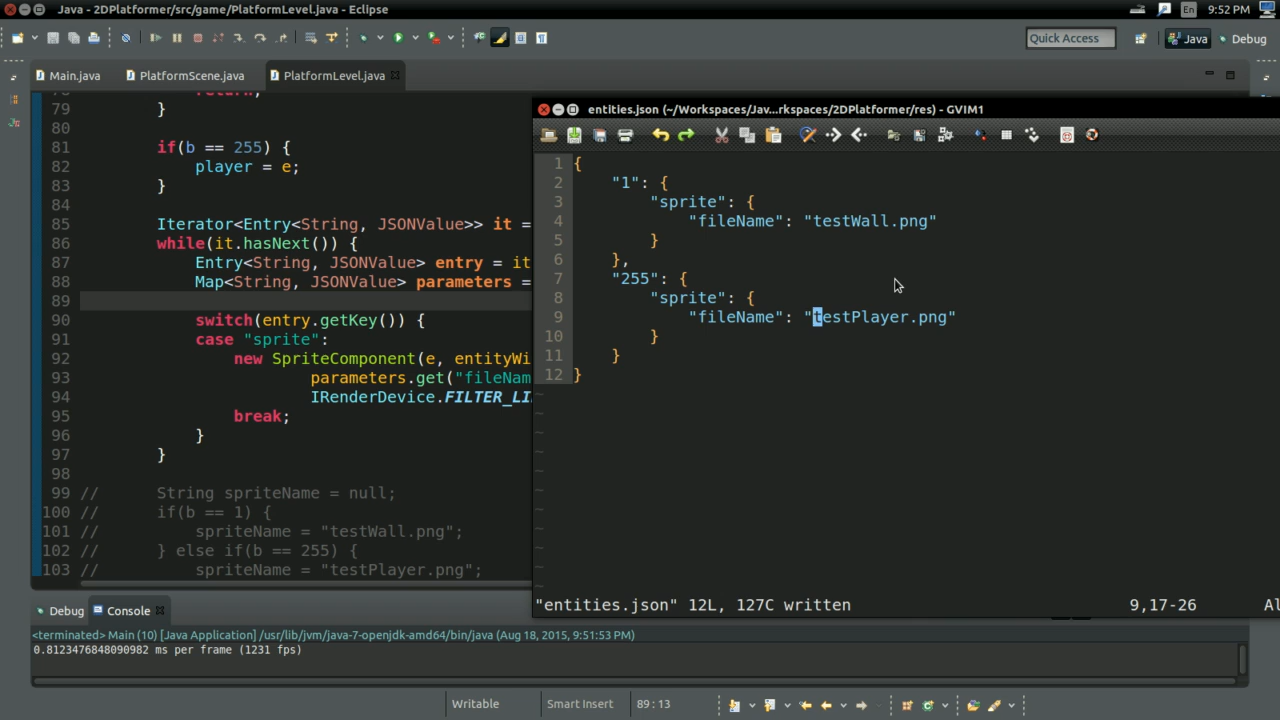 Java - 2DPlatformer/src/game/PlatformLevel.java - Eclipse
En
9:52 PM
Quick Access
Java
Debug
Main.java
PlatformScene.java
PlatformLevel.java
79 }
80
81 if(b == 255) {
82 player = e;
83 }
84
85 Iterator<Entry<String, JSONValue>> it =
86 while(it.hasNext()) {
87 Entry<String, JSONValue> entry = it
88 Map<String, JSONValue> parameters =
89
90 switch(entry.getKey()) {
91 case "sprite":
92 new SpriteComponent(e, entityWi
93 parameters.get("fileNam
94 IRenderDevice.FILTER_LI
95 break;
96 }
97 }
98
99 // String spriteName = null;
100 // if(b == 1) {
101 // spriteName = "testWall.png";
102 // } else if(b == 255) {
103 // spriteName = "testPlayer.png";
entities.json (~/Workspaces/Jav...rkspaces/2DPlatformer/res) - GVIM1
1 {
2 "1": {
3 "sprite": {
4 "fileName": "testWall.png"
5 }
6 },
7 "255": {
8 "sprite": {
9 "fileName": "testPlayer.png"
10 }
11 }
12 }
~
~
~
~
~
~
~
~
~
~
~
"entities.json" 12L, 127C written
9,17-26
Al
Debug
Console
<terminated> Main (10) [Java Application] /usr/lib/jvm/java-7-openjdk-amd64/bin/java (Aug 18, 2015, 9:51:53 PM)
0.8123476848090982 ms per frame (1231 fps)
Writable
Smart Insert
89 : 13